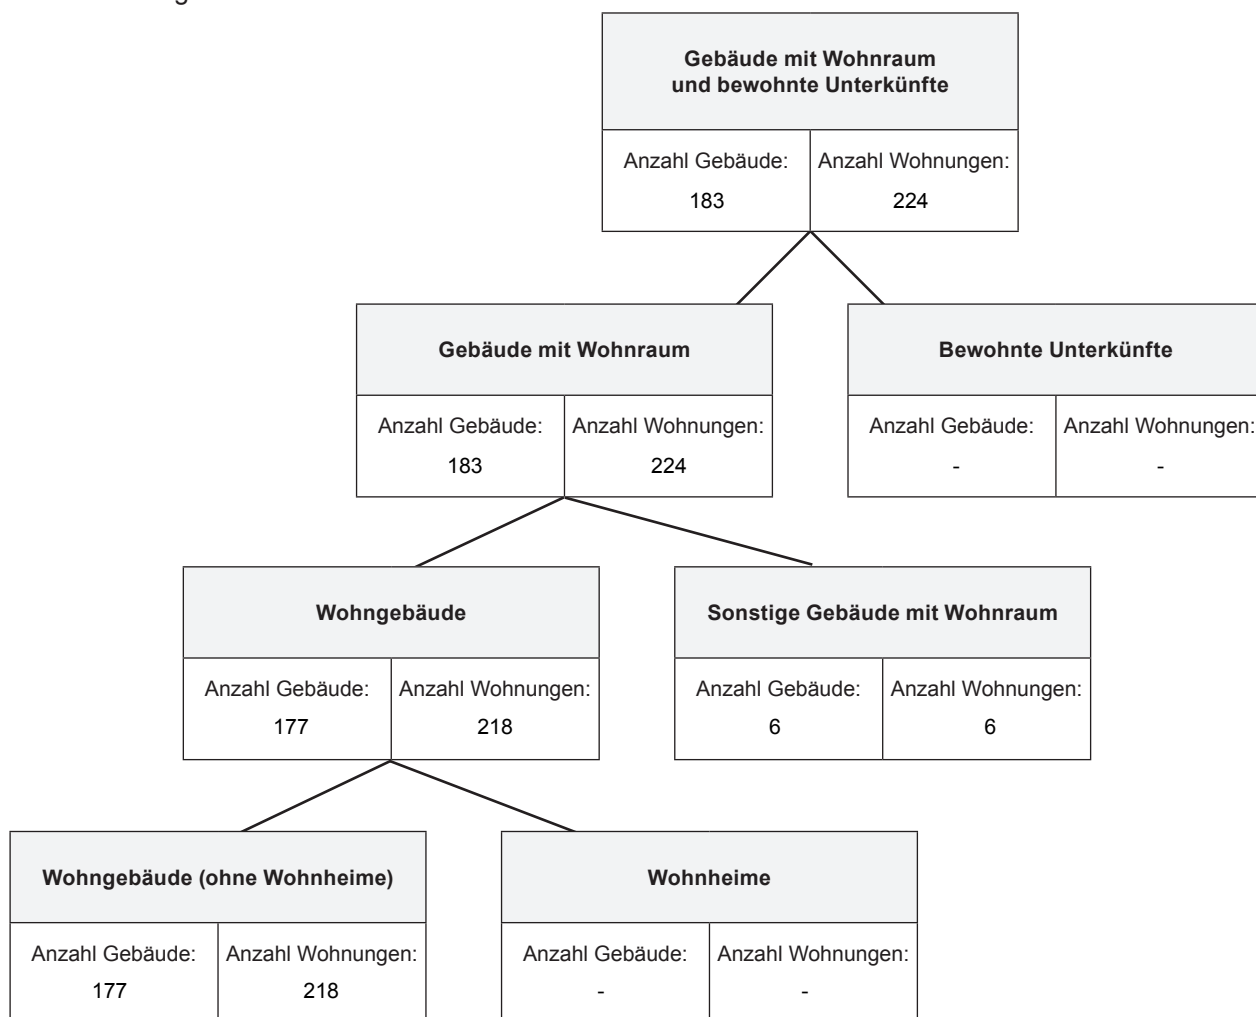 Gebäude mit Wohnraum
und bewohnte Unterkünfte
Anzahl Gebäude: Anzahl Wohnungen:
183 224
Gebäude mit Wohnraum
Bewohnte Unterkünfte
Anzahl Gebäude: Anzahl Wohnungen:
183 224
Anzahl Gebäude: Anzahl Wohnungen:
- -
Wohngebäude
Sonstige Gebäude mit Wohnraum
Anzahl Gebäude: Anzahl Wohnungen:
177 218
Anzahl Gebäude: Anzahl Wohnungen:
6 6
Wohngebäude (ohne Wohnheime)
Wohnheime
Anzahl Gebäude: Anzahl Wohnungen:
177 218
Anzahl Gebäude: Anzahl Wohnungen:
- -